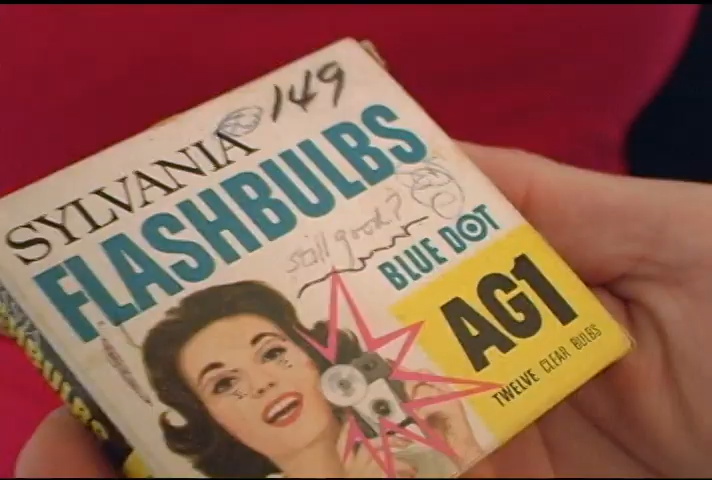 149
SYLVANIA
FLASHBULBS
still good?
BLUE DOT
AG1
TWELVE CLEAR BULBS